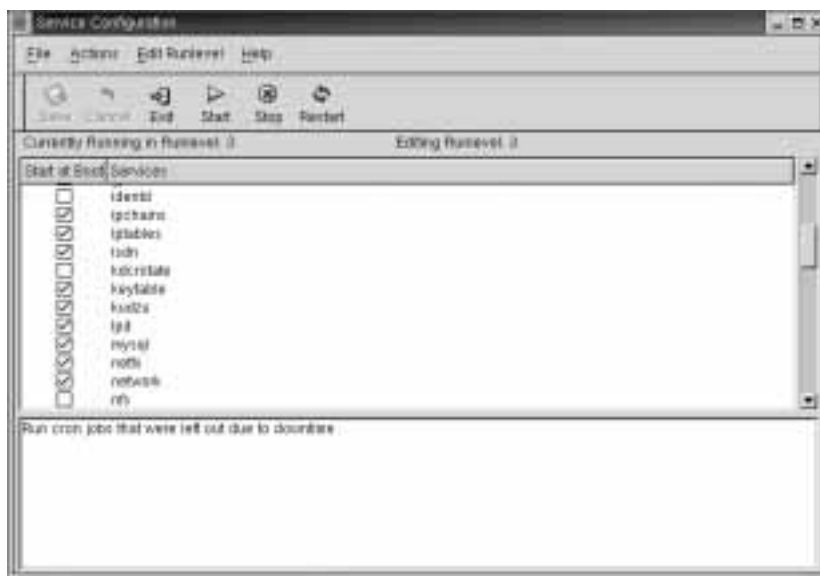 Service Configuration
File Actions Edit Runlevel Help
Save Cancel Exit Start Stop Restart
Currently Running in Runlevel: 3 Editing Runlevel: 3
Start at Boot Services
identd
ipchains
iptables
isdn
kdcrotate
keytable
kudzu
lpd
mysql
netfs
network
nfs
Run cron jobs that were left out due to downtime